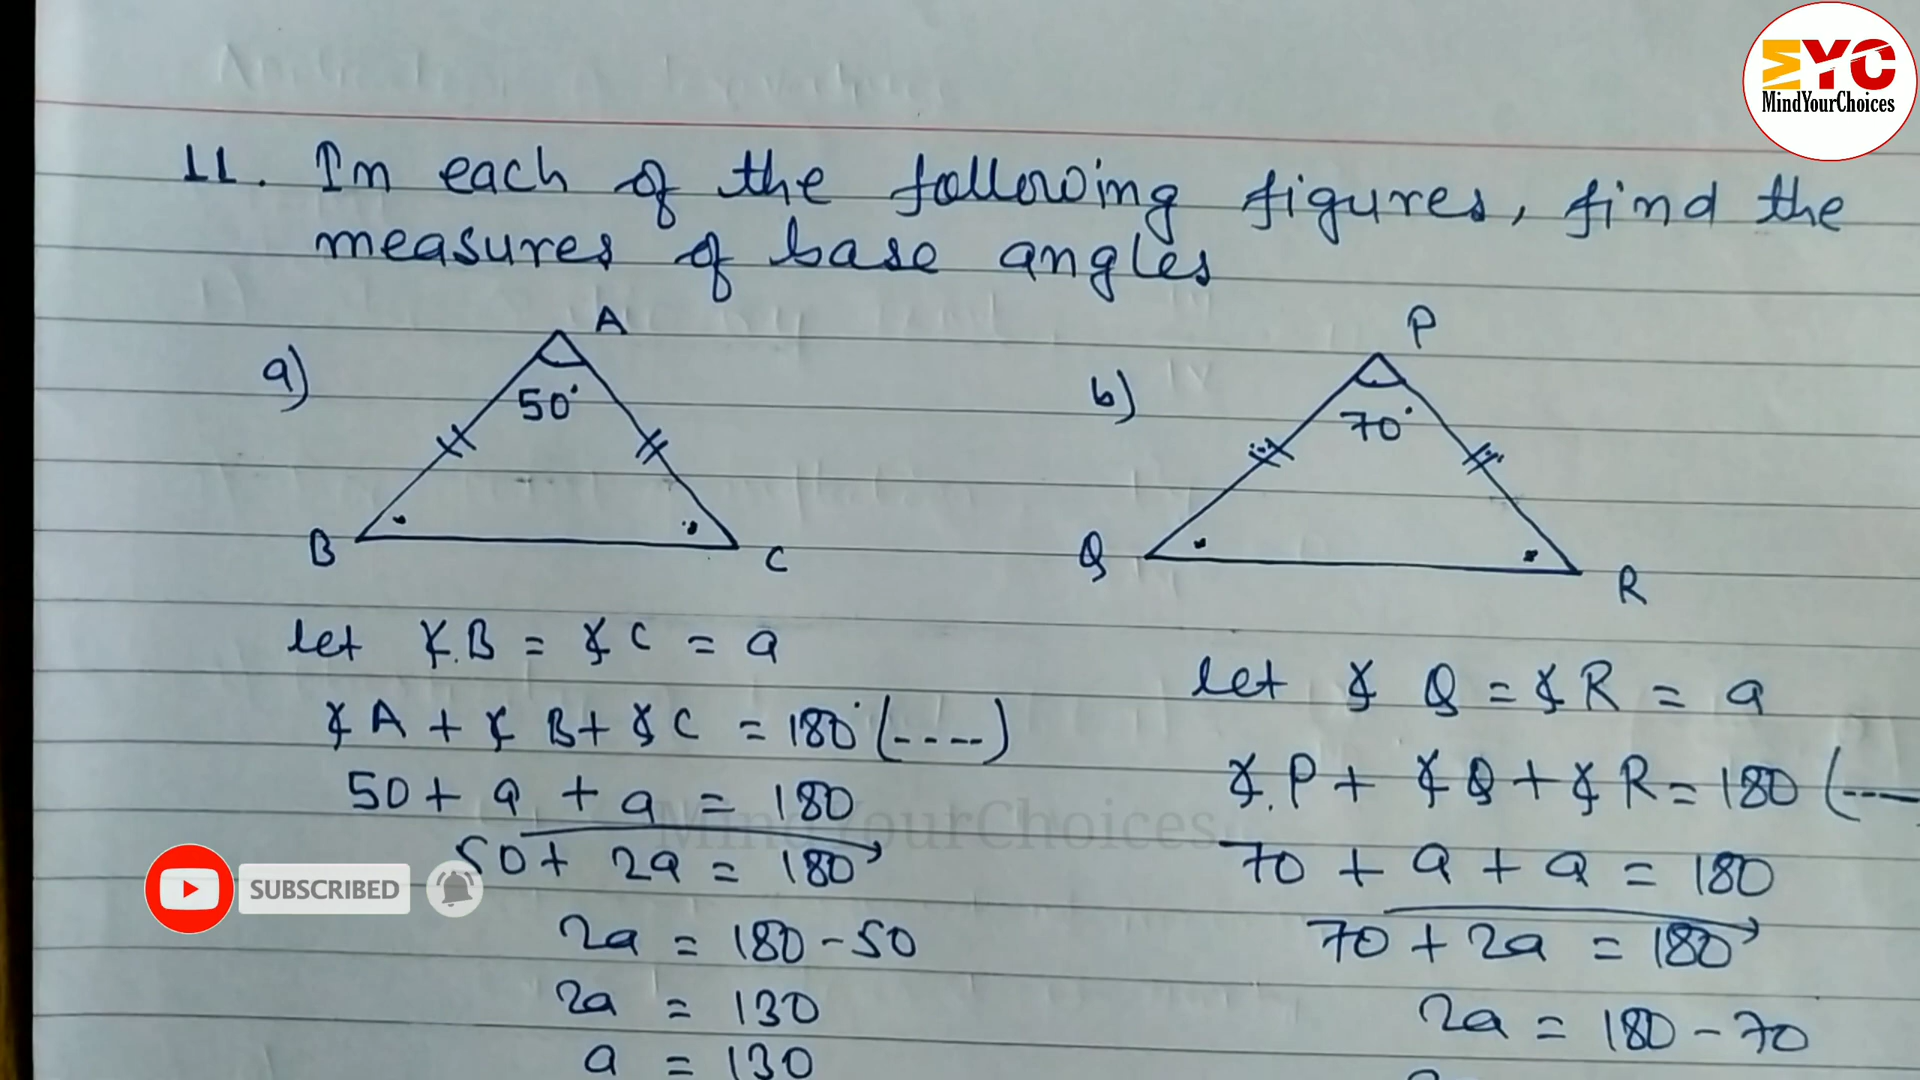 MYC
MindYourChoices
11. In each of the following figures, find the
measures of base angles
a)
A
50°
B
C
let ∡B = ∡C = a
∡A + ∡B + ∡C = 180° (----)
50 + a + a = 180
50 + 2a = 180
2a = 180 - 50
2a = 130
a = 130
b)
P
70°
Q
R
let ∡Q = ∡R = a
∡P + ∡Q + ∡R = 180 (----
70 + a + a = 180
70 + 2a = 180
2a = 180 - 70
MindYourChoices
SUBSCRIBED